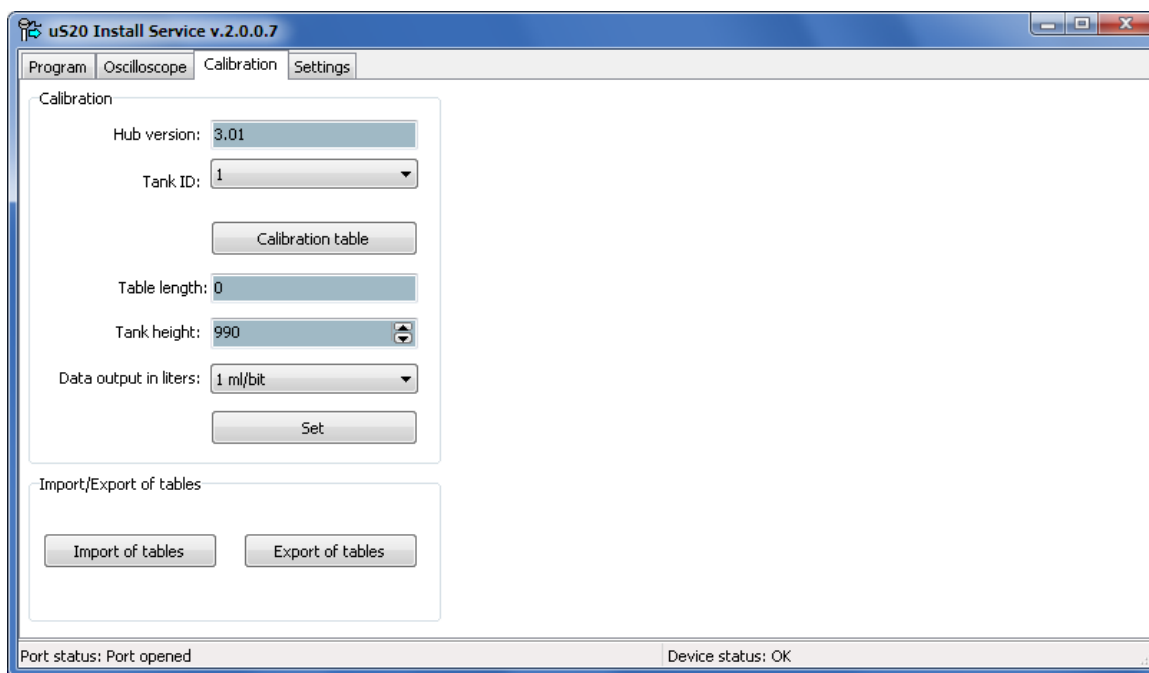 uS20 Install Service v.2.0.0.7
Program Oscilloscope Calibration Settings
Calibration
Hub version: 3.01
Tank ID: 1
Calibration table
Table length: 0
Tank height: 990
Data output in liters: 1 ml/bit
Set
Import/Export of tables
Import of tables Export of tables
Port status: Port opened Device status: OK